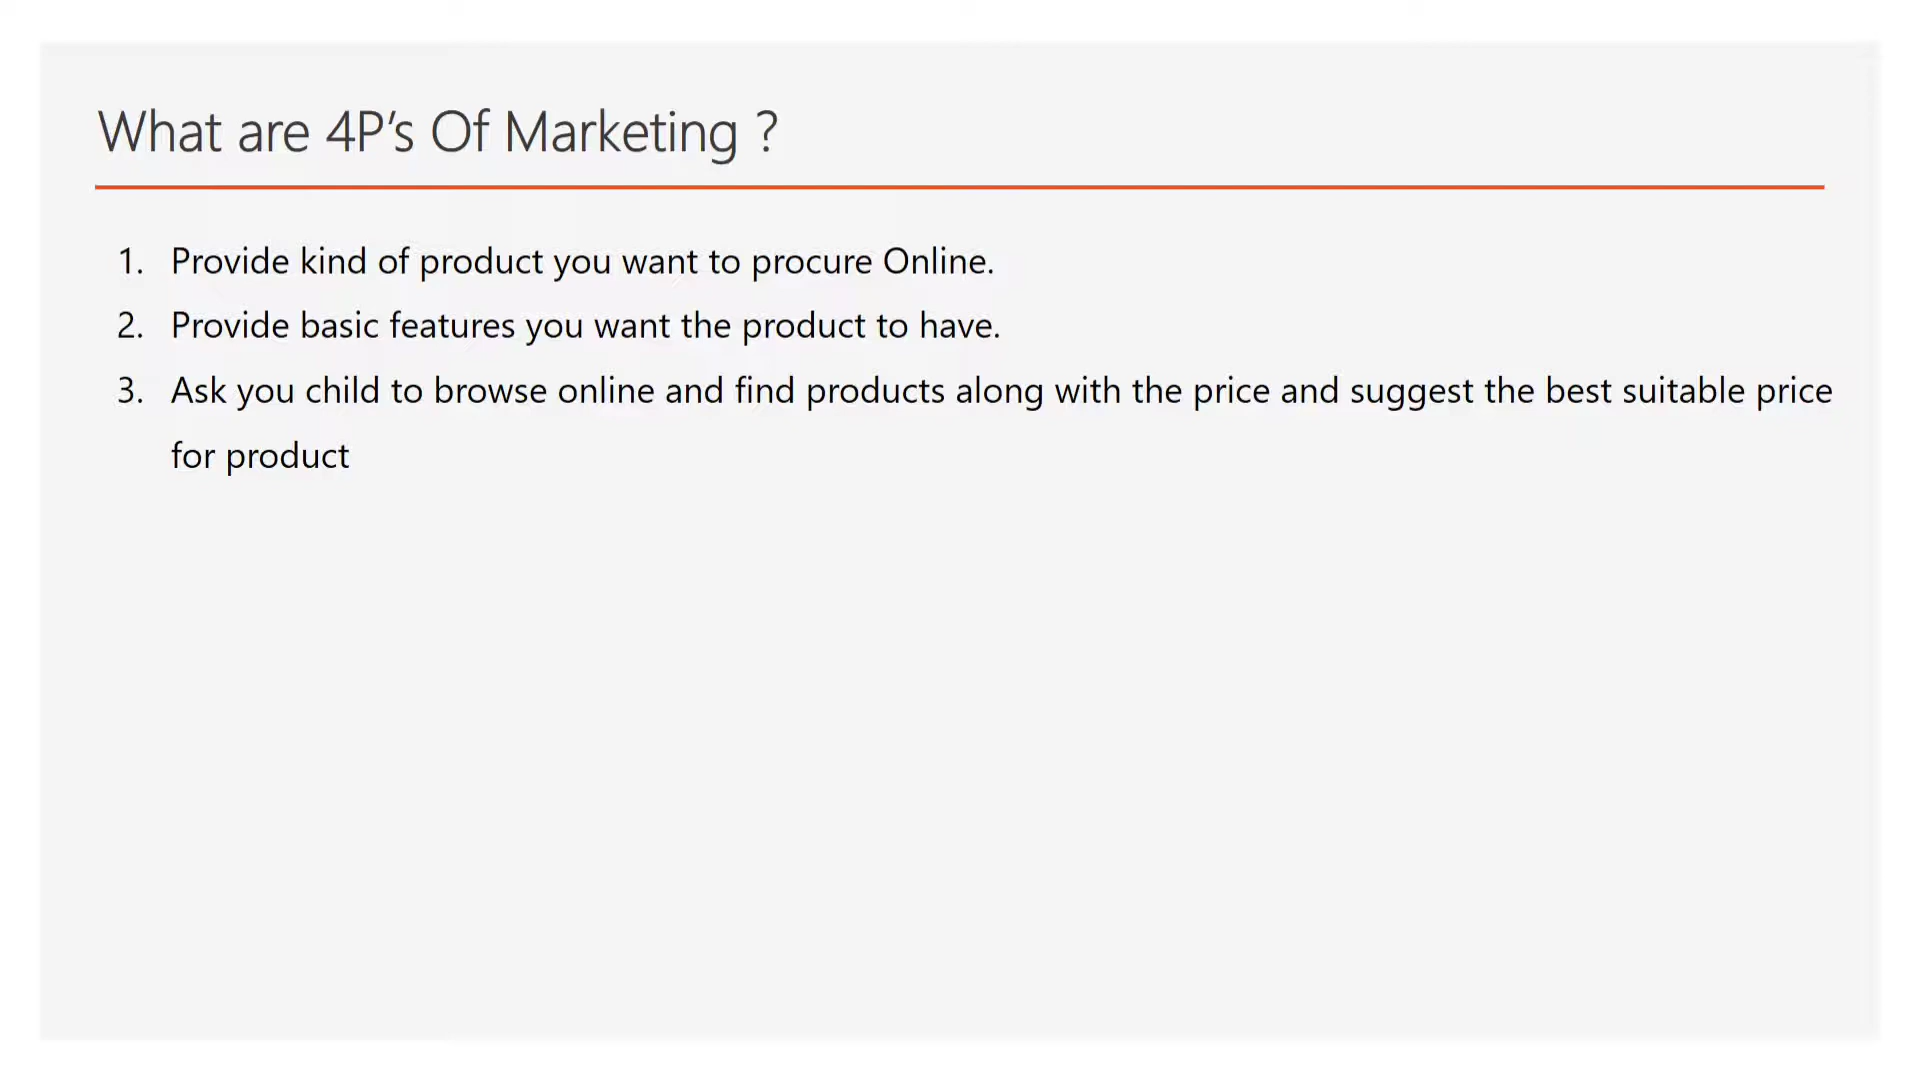 What are 4P’s Of Marketing ?
1. Provide kind of product you want to procure Online.
2. Provide basic features you want the product to have.
3. Ask you child to browse online and find products along with the price and suggest the best suitable price
for product